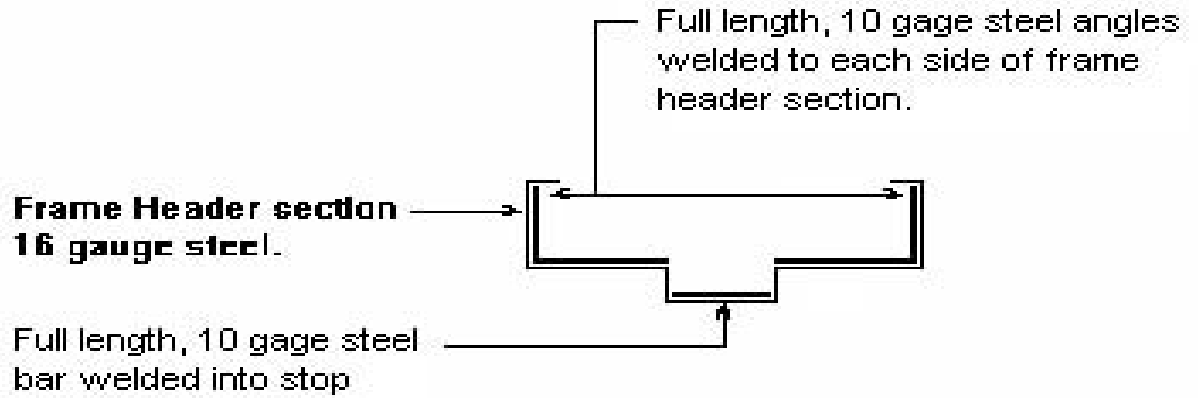 Full length, 10 gage steel angles
welded to each side of frame
header section.
Frame Header section
16 gauge steel.
Full length, 10 gage steel
bar welded into stop